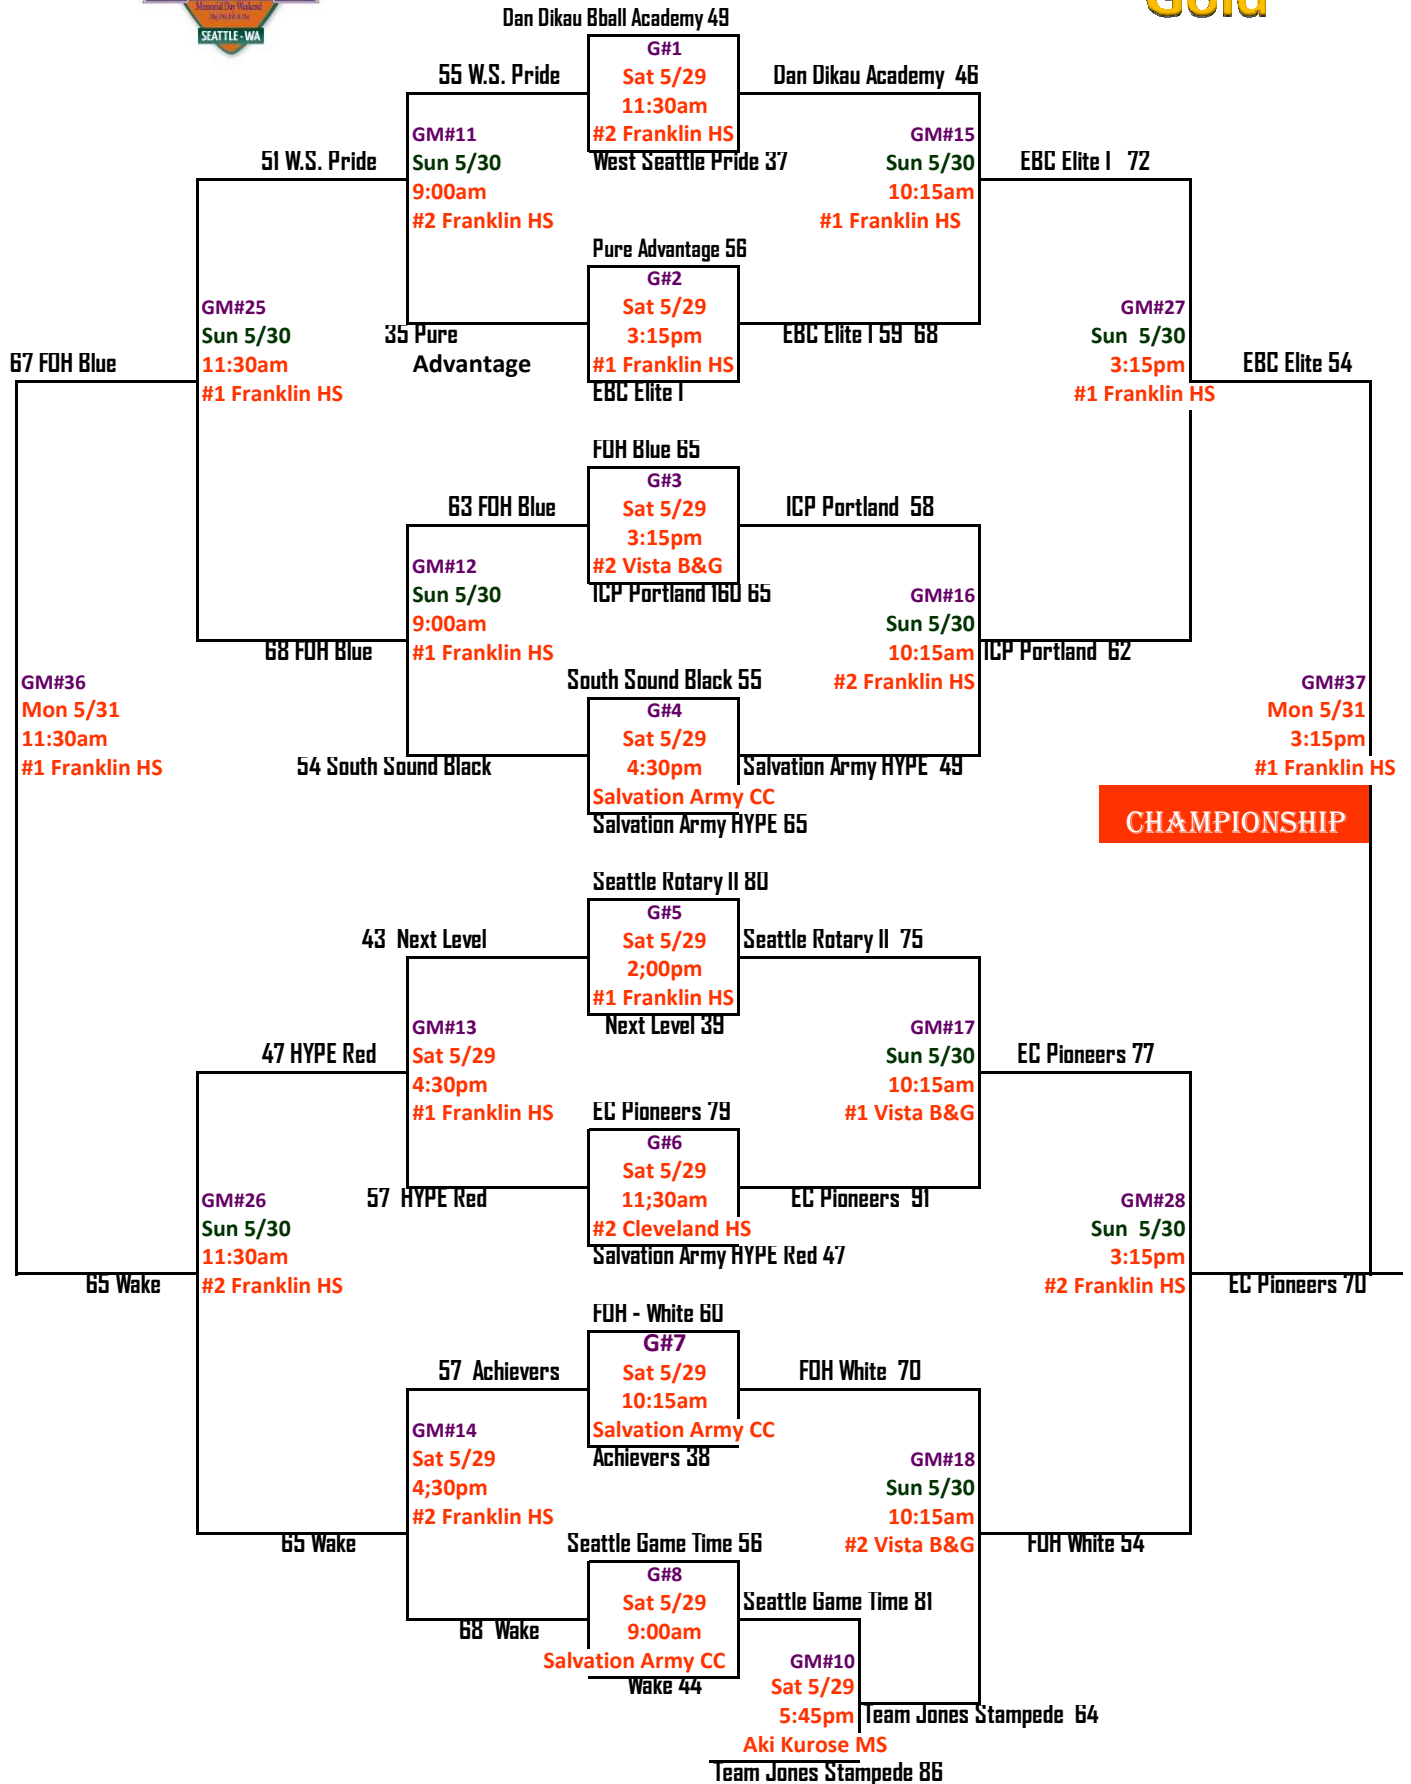 Memorial Day Weekend
SEATTLE - WA
Gold
Dan Dikau Bball Academy 49
G#1
Sat 5/29
11:30am
#2 Franklin HS
West Seattle Pride 37
55 W.S. Pride
Dan Dikau Academy 46
GM#11
Sun 5/30
9:00am
#2 Franklin HS
GM#15
Sun 5/30
10:15am
#1 Franklin HS
51 W.S. Pride
EBC Elite I 72
Pure Advantage 56
G#2
Sat 5/29
3:15pm
#1 Franklin HS
EBC Elite I
35 Pure
Advantage
EBC Elite I 59 68
GM#25
Sun 5/30
11:30am
#1 Franklin HS
GM#27
Sun 5/30
3:15pm
#1 Franklin HS
67 FOH Blue
EBC Elite 54
FOH Blue 65
G#3
Sat 5/29
3:15pm
#2 Vista B&G
ICP Portland 160 65
63 FOH Blue
ICP Portland 58
GM#12
Sun 5/30
9:00am
#1 Franklin HS
GM#16
Sun 5/30
10:15am
#2 Franklin HS
68 FOH Blue
ICP Portland 62
South Sound Black 55
G#4
Sat 5/29
4:30pm
Salvation Army CC
Salvation Army HYPE 65
54 South Sound Black
Salvation Army HYPE 49
GM#36
Mon 5/31
11:30am
#1 Franklin HS
GM#37
Mon 5/31
3:15pm
#1 Franklin HS
CHAMPIONSHIP
Seattle Rotary II 80
G#5
Sat 5/29
2;00pm
#1 Franklin HS
Next Level 39
43 Next Level
Seattle Rotary II 75
GM#13
Sat 5/29
4:30pm
#1 Franklin HS
GM#17
Sun 5/30
10:15am
#1 Vista B&G
47 HYPE Red
EC Pioneers 77
EC Pioneers 79
G#6
Sat 5/29
11;30am
#2 Cleveland HS
Salvation Army HYPE Red 47
57 HYPE Red
EC Pioneers 91
GM#26
Sun 5/30
11:30am
#2 Franklin HS
GM#28
Sun 5/30
3:15pm
#2 Franklin HS
65 Wake
EC Pioneers 70
FOH - White 60
G#7
Sat 5/29
10:15am
Salvation Army CC
Achievers 38
57 Achievers
FOH White 70
GM#14
Sat 5/29
4;30pm
#2 Franklin HS
GM#18
Sun 5/30
10:15am
#2 Vista B&G
65 Wake
FOH White 54
Seattle Game Time 56
G#8
Sat 5/29
9:00am
Salvation Army CC
Wake 44
68 Wake
Seattle Game Time 81
GM#10
Sat 5/29
5:45pm
Aki Kurose MS
Team Jones Stampede 64
Team Jones Stampede 86